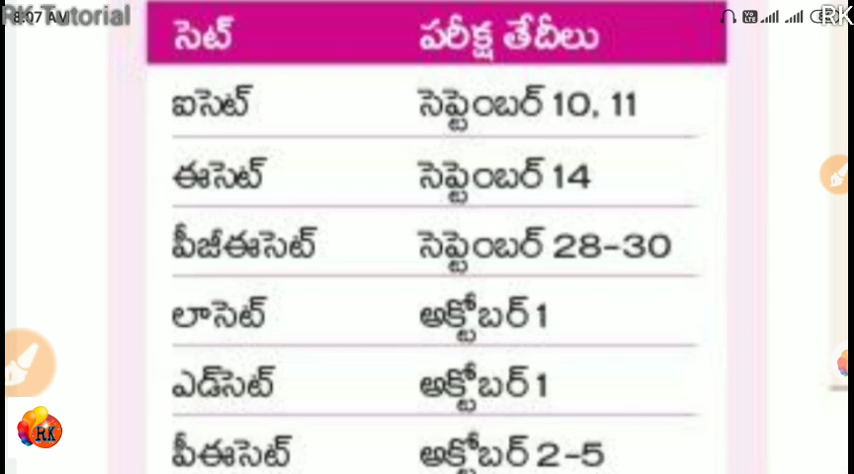 RK Tutorial
8:07 AM
RK
సెట్ పరీక్ష తేదీలు
ఐసెట్ సెప్టెంబర్ 10, 11
ఈసెట్ సెప్టెంబర్ 14
పీజీఈసెట్ సెప్టెంబర్ 28-30
లాసెట్ అక్టోబర్ 1
ఎడ్‌సెట్ అక్టోబర్ 1
పీఈసెట్ అక్టోబర్ 2-5
RK